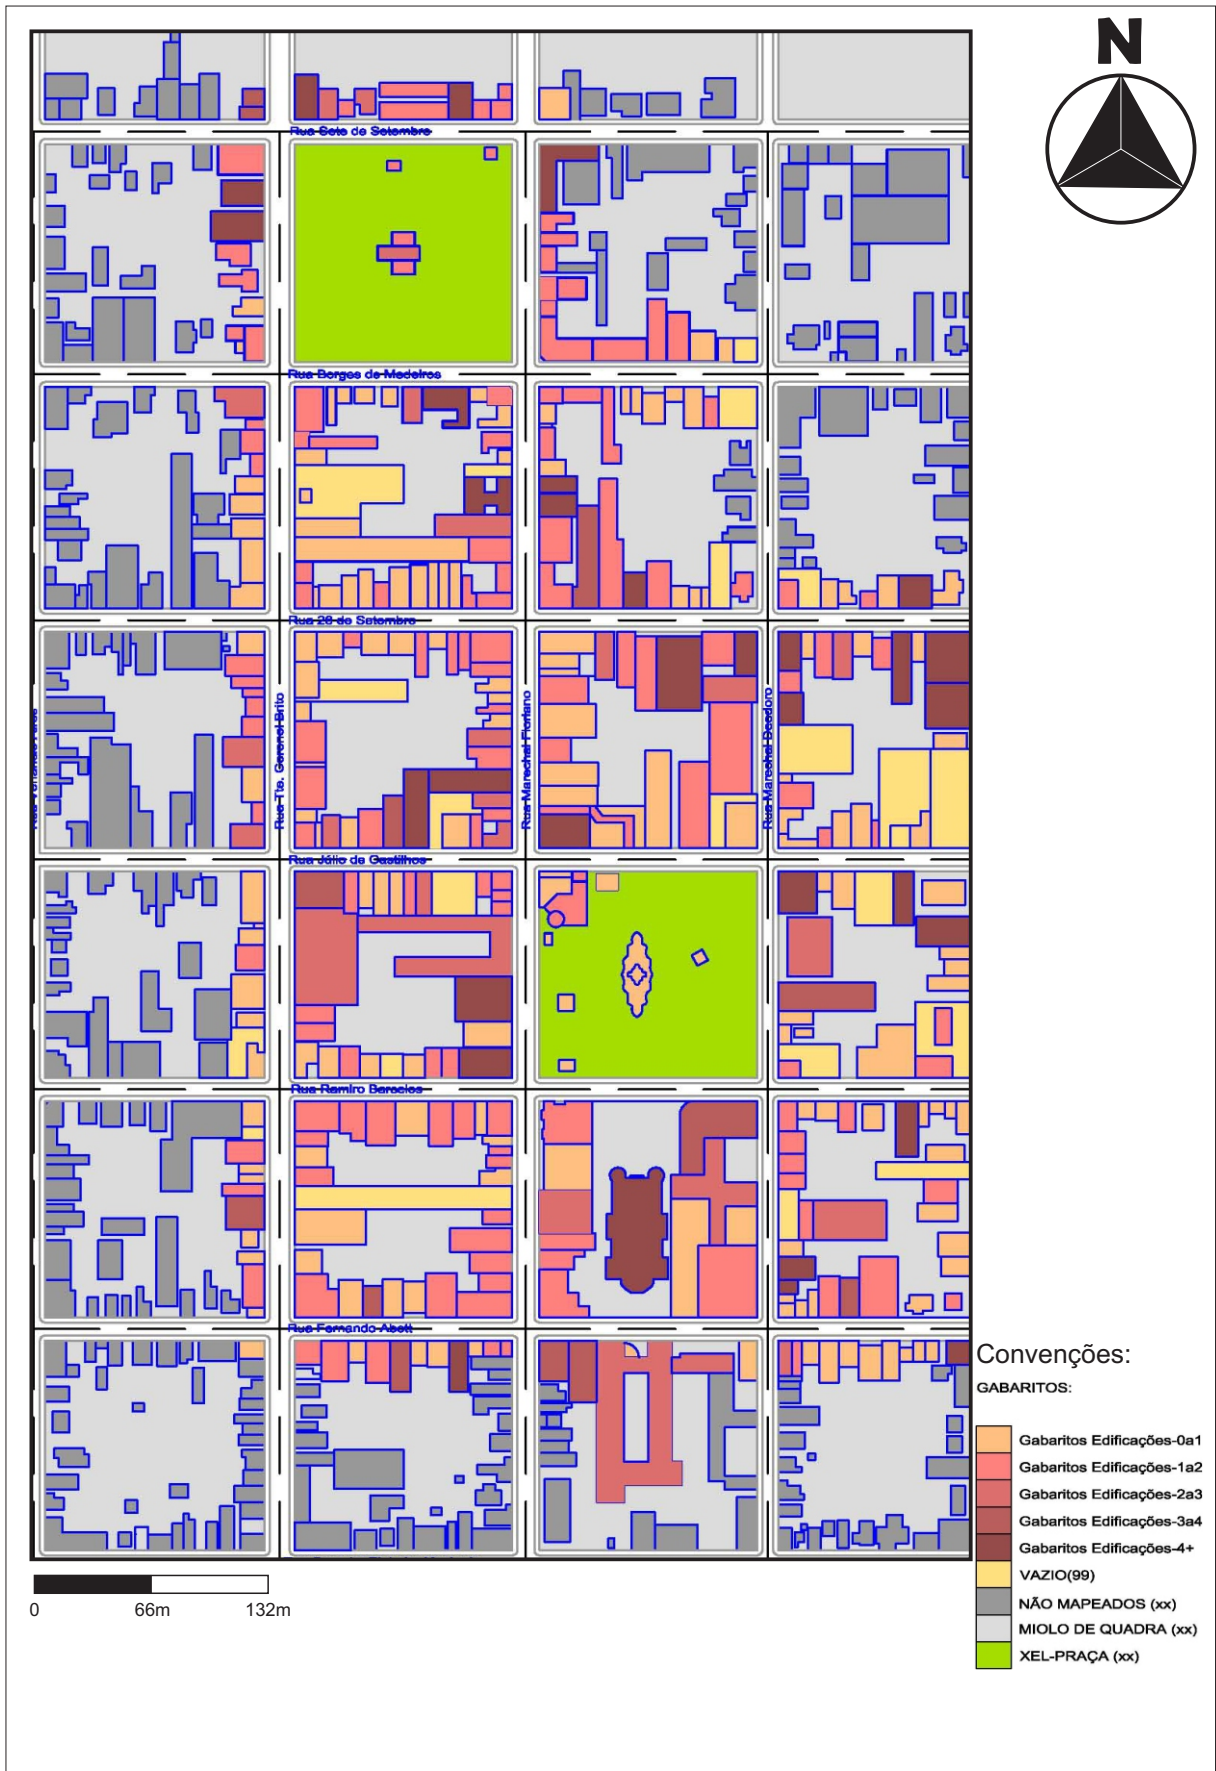 N
Rua Sete de Setembro
Rua Borges de Medeiros
Rua 28 de Setembro
Rua Tte. Coronel Brito
Rua Marechal Floriano
Rua Marechal Deodoro
Rua Júlio de Castilhos
Rua Ramiro Barcelos
Rua Fernando Abott
Convenções:
GABARITOS:
Gabaritos Edificações-0a1
Gabaritos Edificações-1a2
Gabaritos Edificações-2a3
Gabaritos Edificações-3a4
Gabaritos Edificações-4+
VAZIO(99)
NÃO MAPEADOS (xx)
MIOLO DE QUADRA (xx)
XEL-PRAÇA (xx)
0 66m 132m